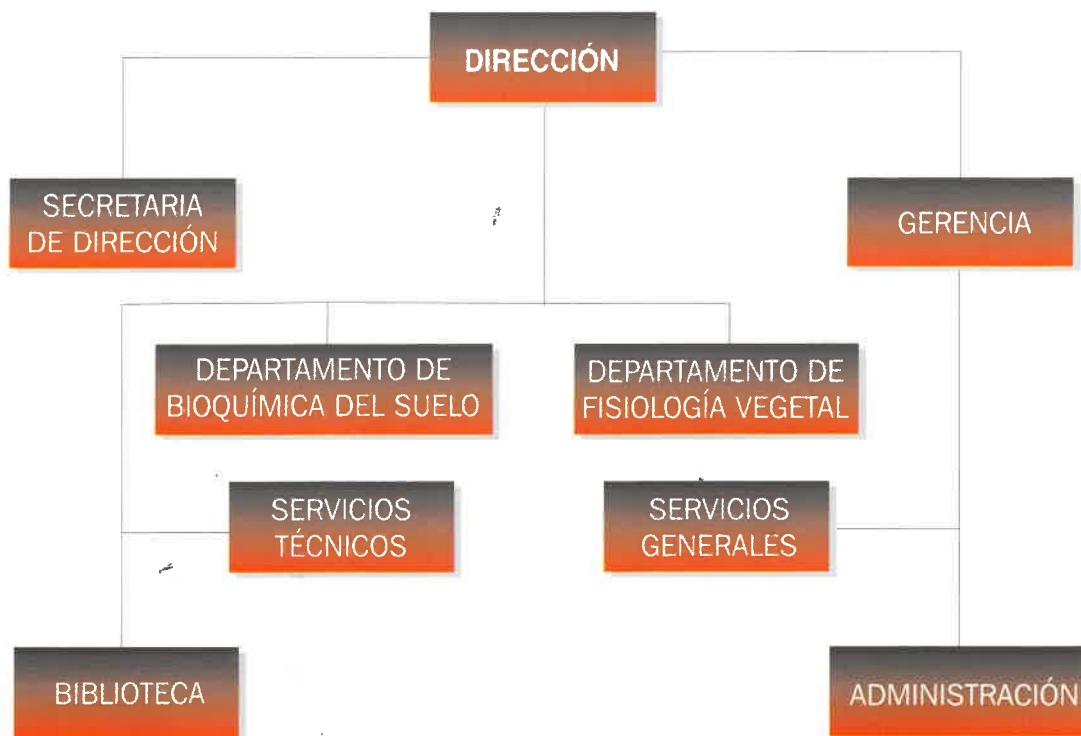 DIRECCIÓN
SECRETARIA
DE DIRECCIÓN
GERENCIA
DEPARTAMENTO DE
BIOQUÍMICA DEL SUELO
DEPARTAMENTO DE
FISIOLOGÍA VEGETAL
SERVICIOS
TÉCNICOS
SERVICIOS
GENERALES
BIBLIOTECA
ADMINISTRACIÓN